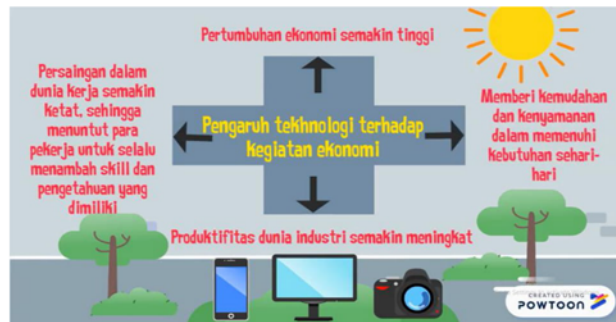 Pertumbuhan ekonomi semakin tinggi
Persaingan dalam
dunia kerja semakin
ketat, sehingga
menuntut para
pekerja untuk selalu
menambah skill dan
pengetahuan yang
dimiliki
Pengaruh tekhnologi terhadap
kegiatan ekonomi
Memberi kemudahan
dan kenyamanan
dalam memenuhi
kebutuhan sehari-
hari
Produktifitas dunia industri semakin meningkat
CREATED USING
POWTOON